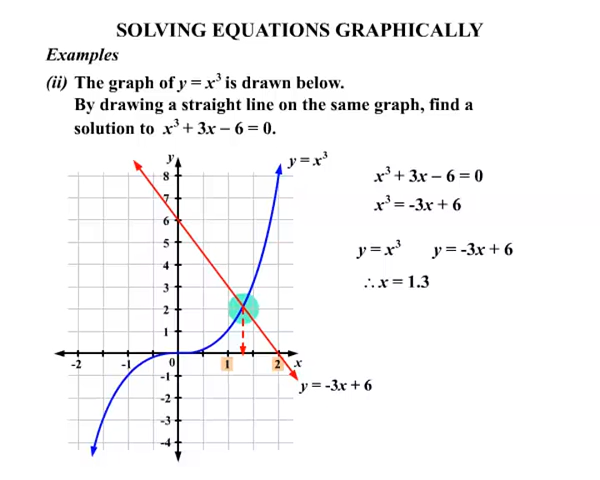 SOLVING EQUATIONS GRAPHICALLY
Examples
(ii) The graph of y = x³ is drawn below.
By drawing a straight line on the same graph, find a
solution to x³ + 3x – 6 = 0.
y
y = x³
8
7
6
5
4
3
2
1
-2 -1 0 1 2 x
-1
-2
-3
-4
y = -3x + 6
x³ + 3x – 6 = 0
x³ = -3x + 6
y = x³ y = -3x + 6
∴ x = 1.3